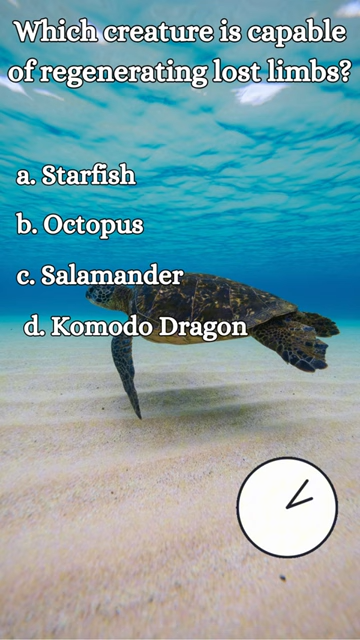 Which creature is capable
of regenerating lost limbs?
a. Starfish
b. Octopus
c. Salamander
d. Komodo Dragon